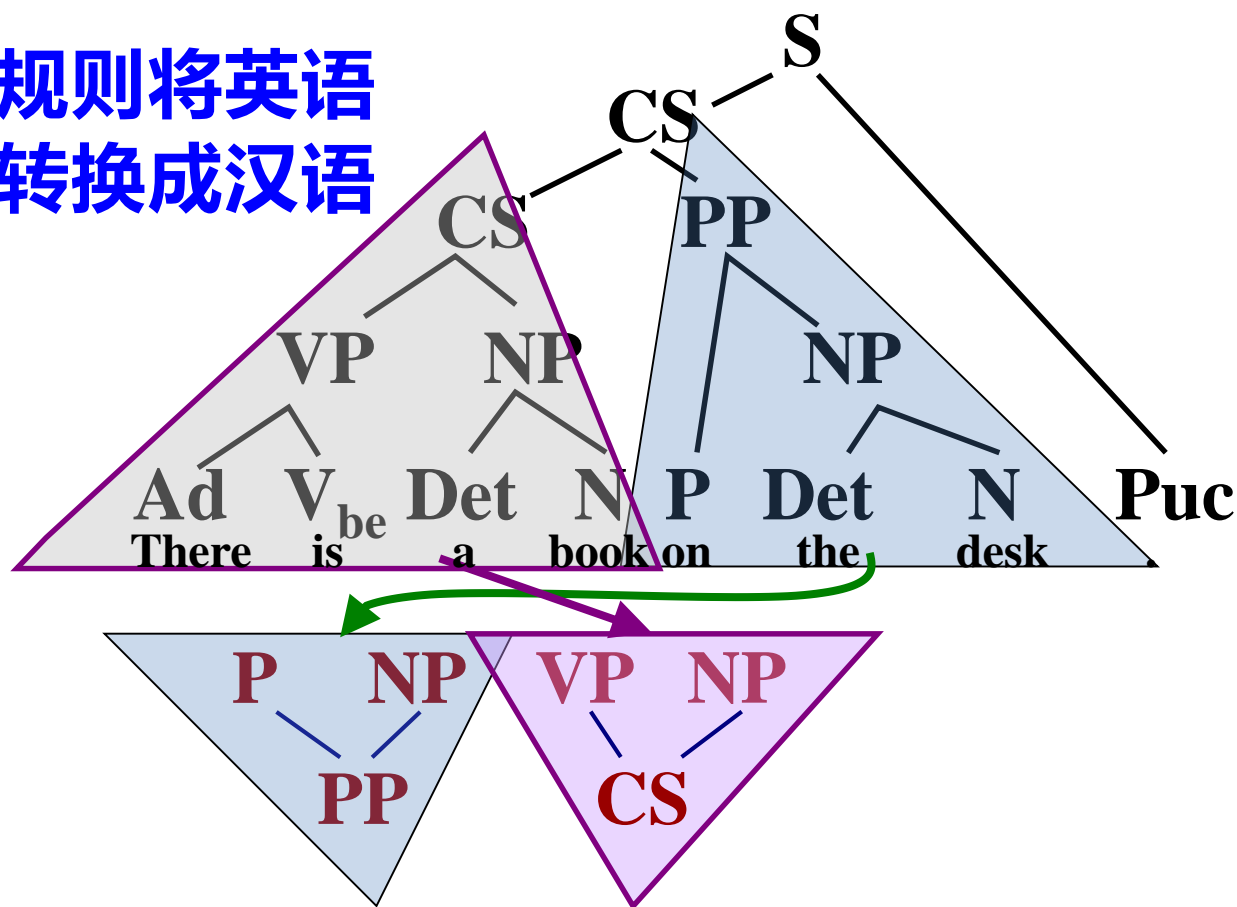 规则将英语
转换成汉语
S
CS
CS PP
VP NP NP
Ad Vbe Det N P Det N Puc
There is a book on the desk .
P NP VP NP
PP CS